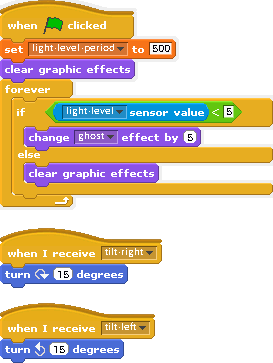 when clicked
set light-level-period to 500
clear graphic effects
forever
if light-level sensor value < 5
change ghost effect by 5
else
clear graphic effects
when I receive tilt-right
turn 15 degrees
when I receive tilt-left
turn 15 degrees